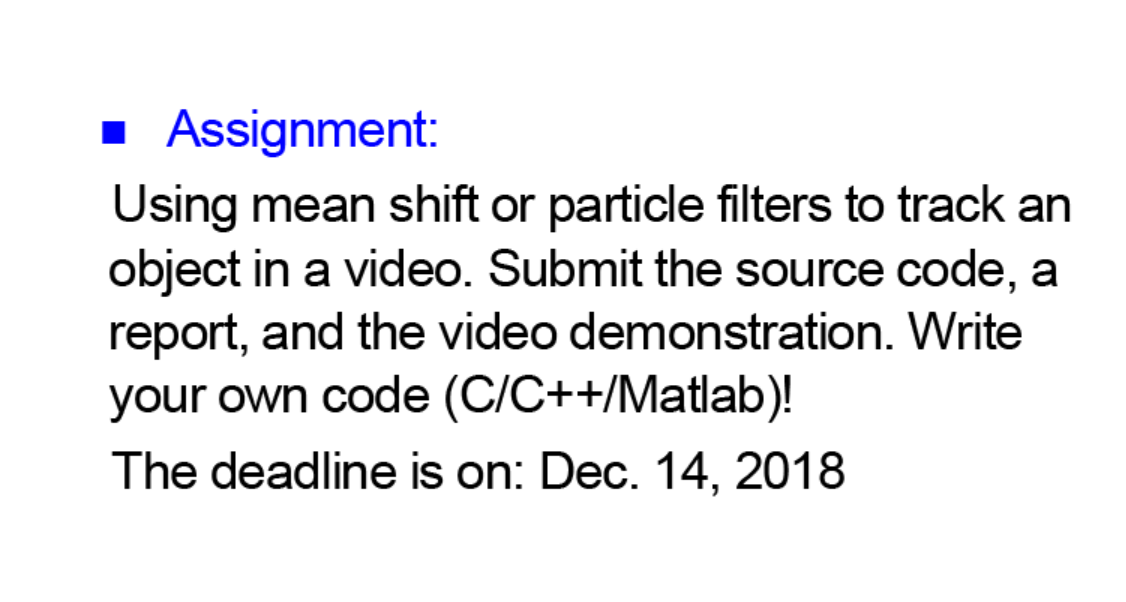 ■ Assignment:
Using mean shift or particle filters to track an
object in a video. Submit the source code, a
report, and the video demonstration. Write
your own code (C/C++/Matlab)!
The deadline is on: Dec. 14, 2018